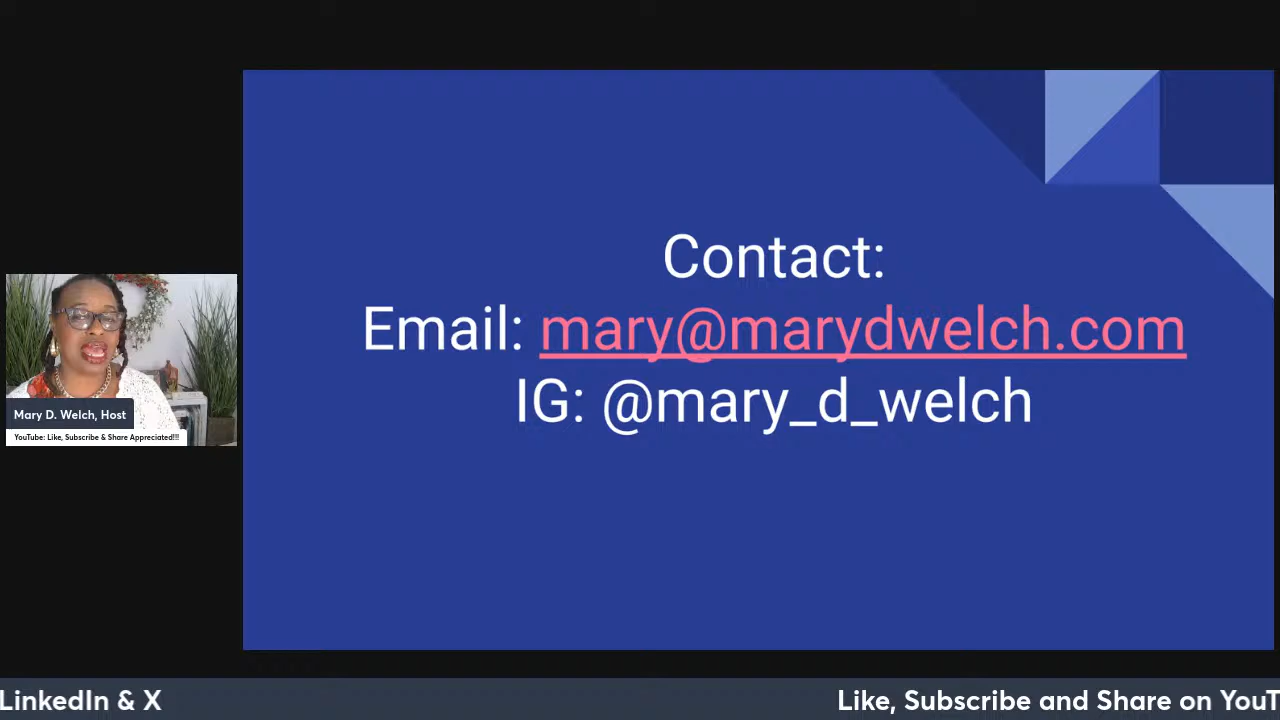 Contact:
Email: mary@marydwelch.com
IG: @mary_d_welch
Mary D. Welch, Host
YouTube: Like, Subscribe & Share Appreciated!!!
LinkedIn & X
Like, Subscribe and Share on YouT